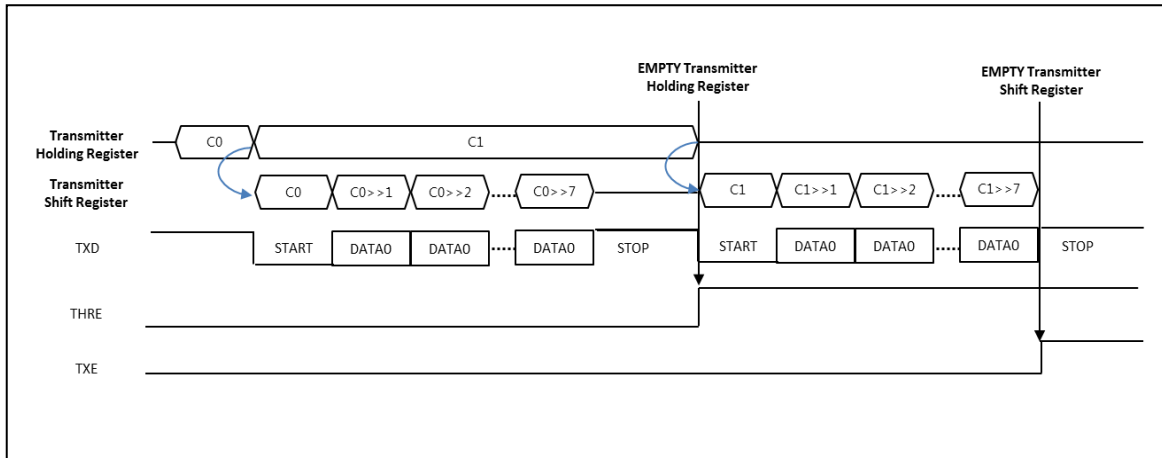 EMPTY Transmitter
Holding Register
EMPTY Transmitter
Shift Register
Transmitter
Holding Register
C0
C1
Transmitter
Shift Register
C0
C0>>1
C0>>2
C0>>7
C1
C1>>1
C1>>2
C1>>7
TXD
START
DATA0
DATA0
DATA0
STOP
START
DATA0
DATA0
DATA0
STOP
THRE
TXE